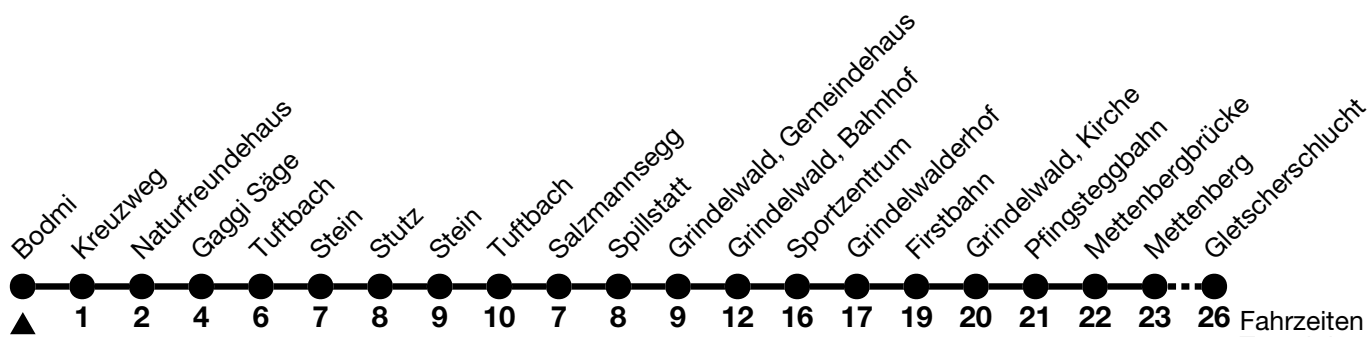 Bodmi
Kreuzweg
Naturfreundehaus
Gaggi Säge
Tuftbach
Stein
Stutz
Stein
Tuftbach
Salzmannsegg
Spillstatt
Grindelwald, Gemeindehaus
Grindelwald, Bahnhof
Sportzentrum
Grindelwalderhof
Firstbahn
Grindelwald, Kirche
Pfingsteggbahn
Mettenbergbrücke
Mettenberg
Gletscherschlucht
1 2 4 6 7 8 9 10 7 8 9 12 16 17 19 20 21 22 23 26 Fahrzeiten